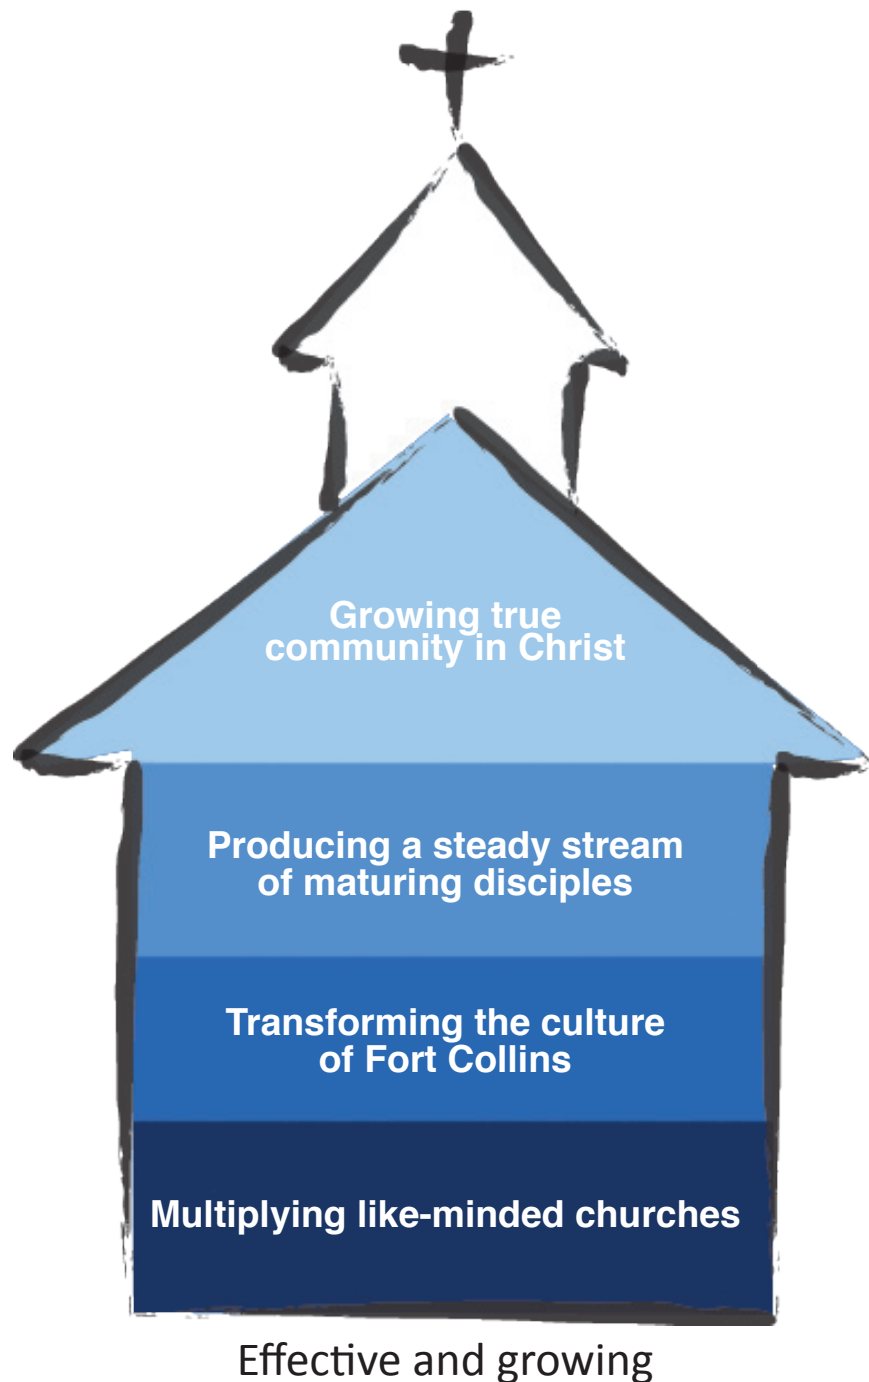 Growing true
community in Christ
Producing a steady stream
of maturing disciples
Transforming the culture
of Fort Collins
Multiplying like-minded churches
Effective and growing